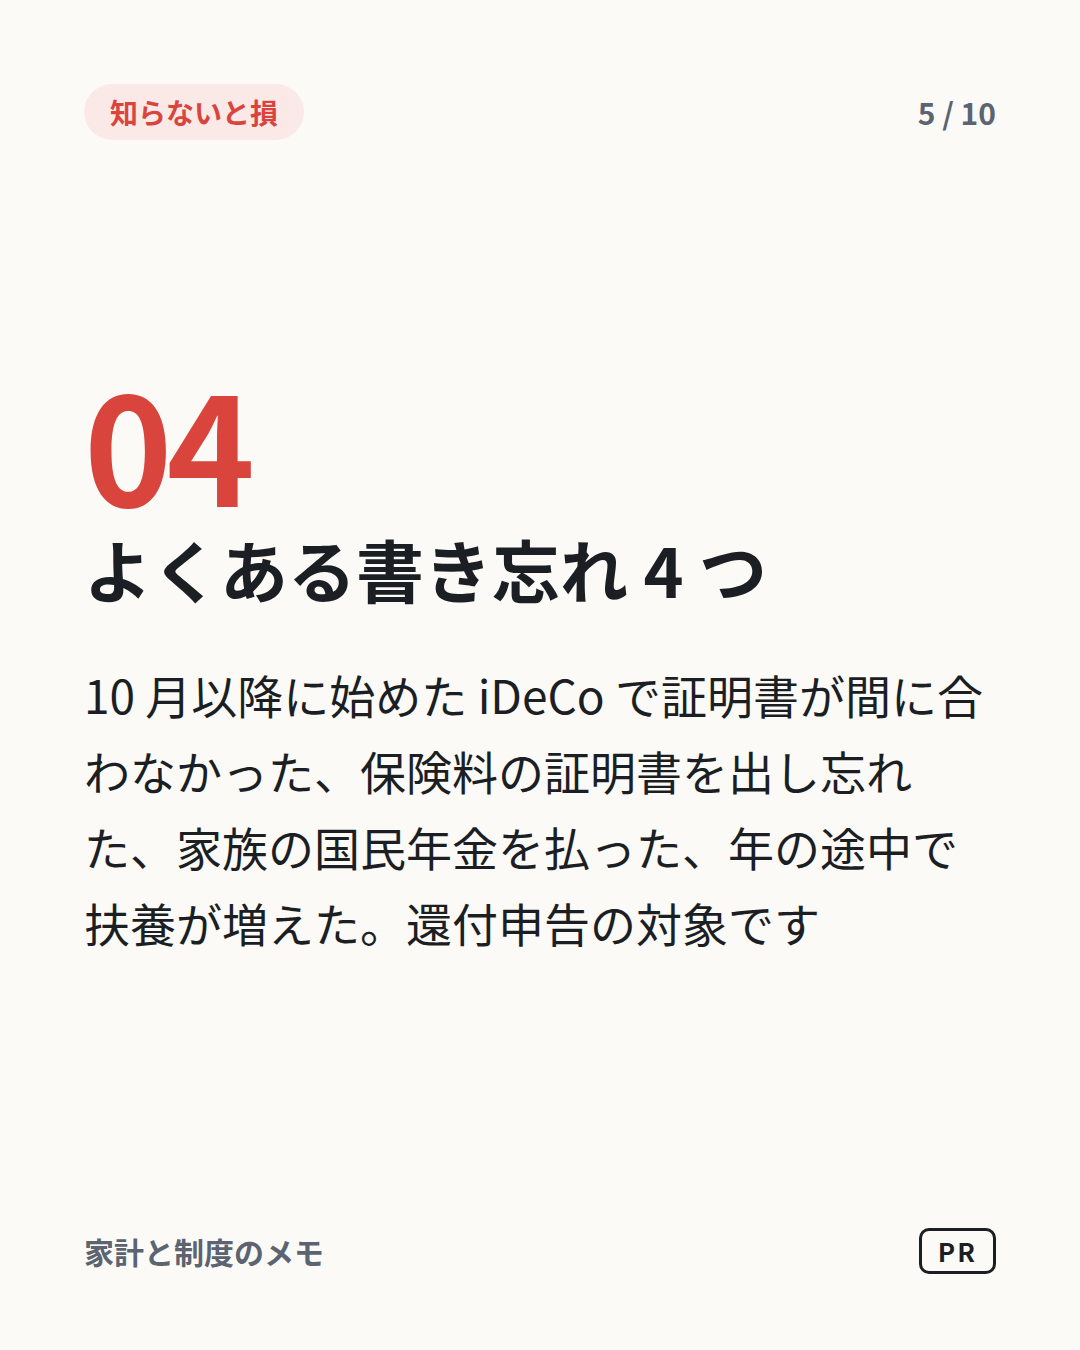 知らないと損
5 / 10
04
よくある書き忘れ 4 つ
10 月以降に始めた iDeCo で証明書が間に合
わなかった、保険料の証明書を出し忘れ
た、家族の国民年金を払った、年の途中で
扶養が増えた。還付申告の対象です
家計と制度のメモ
PR